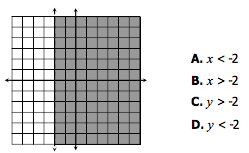 A. x < -2
B. x > -2
C. y > -2
D. y < -2